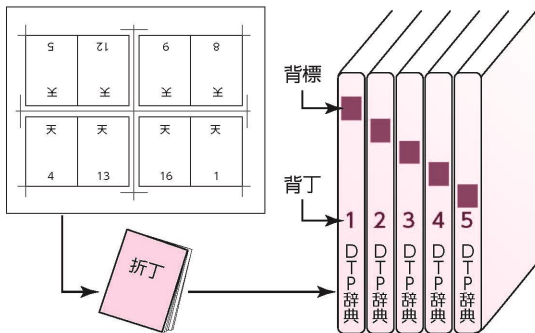 5 12 9 8
天 天 天 天
天 天 天 天
4 13 16 1
折丁
背標
背丁
1 2 3 4 5
DTP辞典
DTP辞典
DTP辞典
DTP辞典
DTP辞典